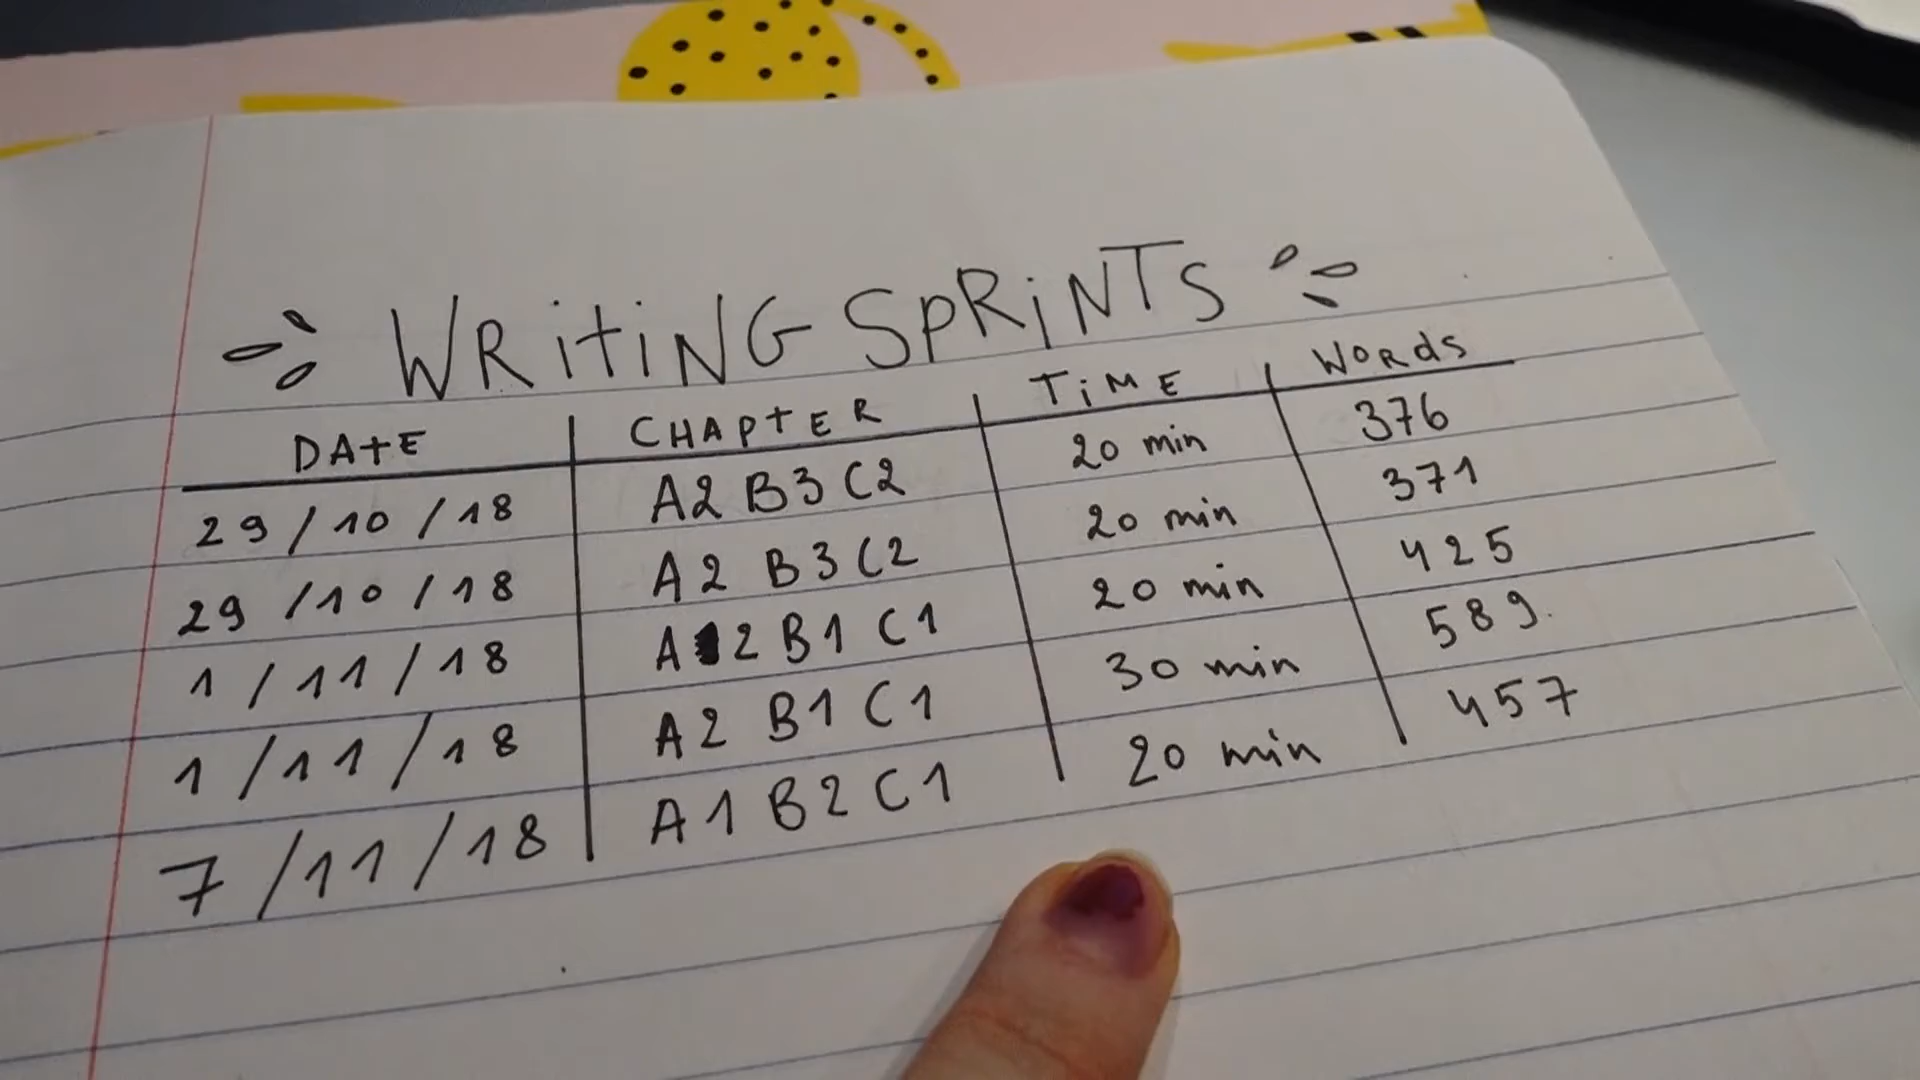 WRiTiNG SPRiNTS
DATE CHAPTER TiME WORDS
29/10/18 A2 B3 C2 20 min 376
29/10/18 A2 B3 C2 20 min 371
1/11/18 A2 B1 C1 20 min 425
1/11/18 A2 B1 C1 30 min 589.
7/11/18 A1 B2 C1 20 min 457